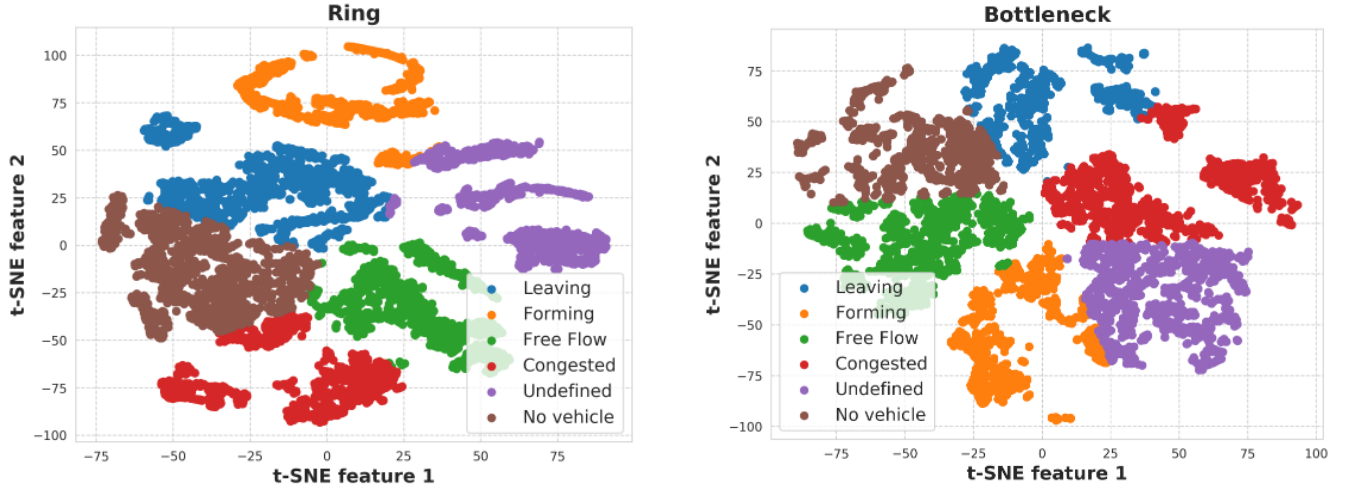 Ring
t-SNE feature 2
100
75
50
25
0
−25
−50
−75
−100
Leaving
Forming
Free Flow
Congested
Undefined
No vehicle
−75
−50
−25
0
25
50
75
t-SNE feature 1
Bottleneck
t-SNE feature 2
75
50
25
0
−25
−50
−75
−100
Leaving
Forming
Free Flow
Congested
Undefined
No vehicle
−75
−50
−25
0
25
50
75
100
t-SNE feature 1